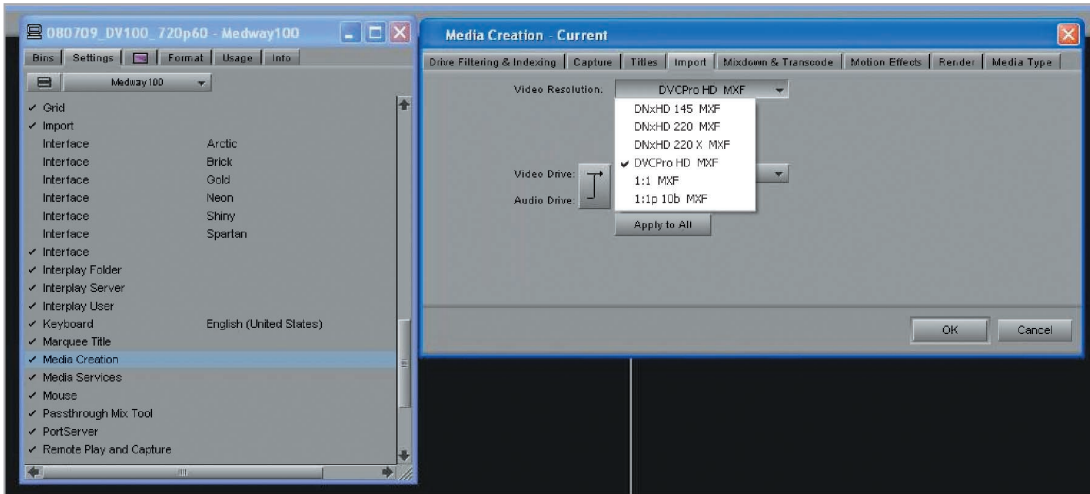 080709_DV100_720p60 - Medway100
Bins Settings Format Usage Info
Medway100
Grid
Import
Interface Arctic
Interface Brick
Interface Gold
Interface Neon
Interface Shiny
Interface Spartan
Interface
Interplay Folder
Interplay Server
Interplay User
Keyboard English (United States)
Marquee Title
Media Creation
Media Services
Mouse
Passthrough Mix Tool
PortServer
Remote Play and Capture
Media Creation - Current
Drive Filtering & Indexing Capture Titles Import Mixdown & Transcode Motion Effects Render Media Type
Video Resolution: DVCPro HD MXF
DNxHD 145 MXF
DNxHD 220 MXF
DNxHD 220 X MXF
DVCPro HD MXF
1:1 MXF
1:1p 10b MXF
Video Drive:
Audio Drive:
Apply to All
OK Cancel